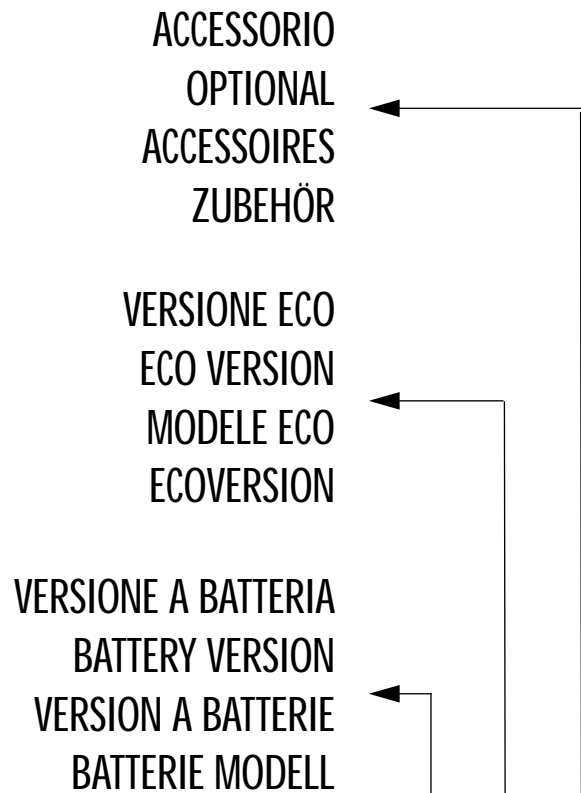 ACCESSORIO
OPTIONAL
ACCESSOIRES
ZUBEHÖR
VERSIONE ECO
ECO VERSION
MODELE ECO
ECOVERSION
VERSIONE A BATTERIA
BATTERY VERSION
VERSION A BATTERIE
BATTERIE MODELL